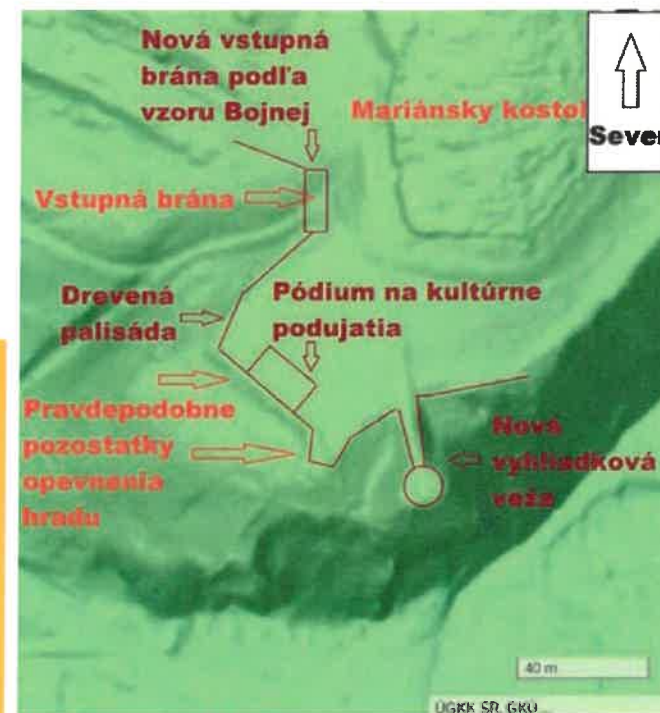 Nová vstupná
brána podľa
vzoru Bojnej
Mariánsky kostol
Sever
Vstupná brána
Drevená
palisáda
Pódium na kultúrne
podujatia
Pravdepodobne
pozostatky
opevnenia
hradu
Nová
vyhliadková
veža
40 m
ÚGKK SR, GKÚ